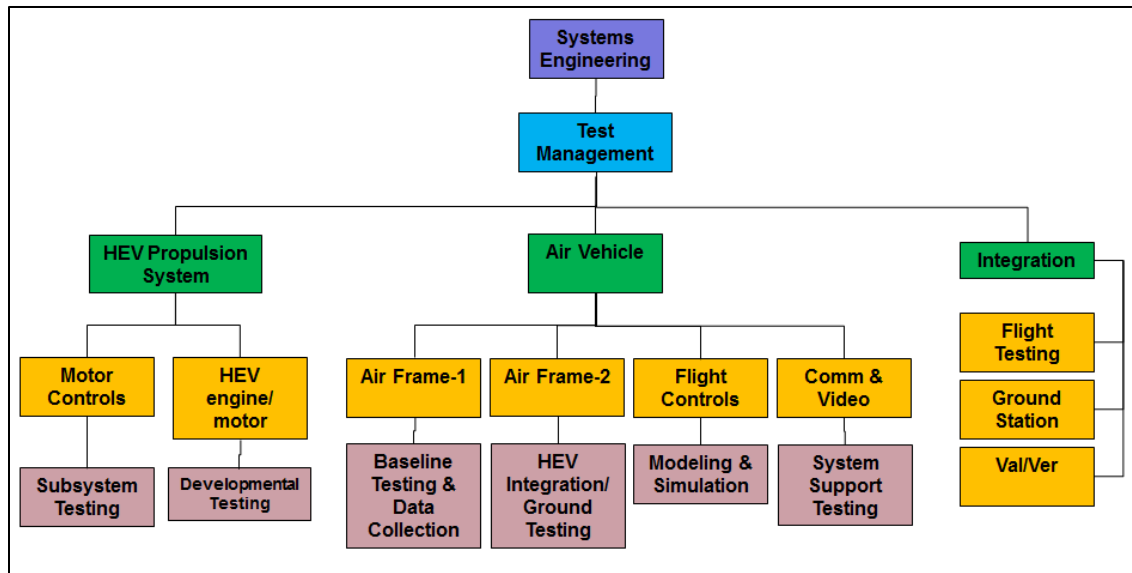 Systems
Engineering
Test
Management
HEV Propulsion
System
Air Vehicle
Integration
Motor
Controls
HEV
engine/
motor
Air Frame-1
Air Frame-2
Flight
Controls
Comm &
Video
Flight
Testing
Ground
Station
Val/Ver
Subsystem
Testing
Developmental
Testing
Baseline
Testing &
Data
Collection
HEV
Integration/
Ground
Testing
Modeling &
Simulation
System
Support
Testing